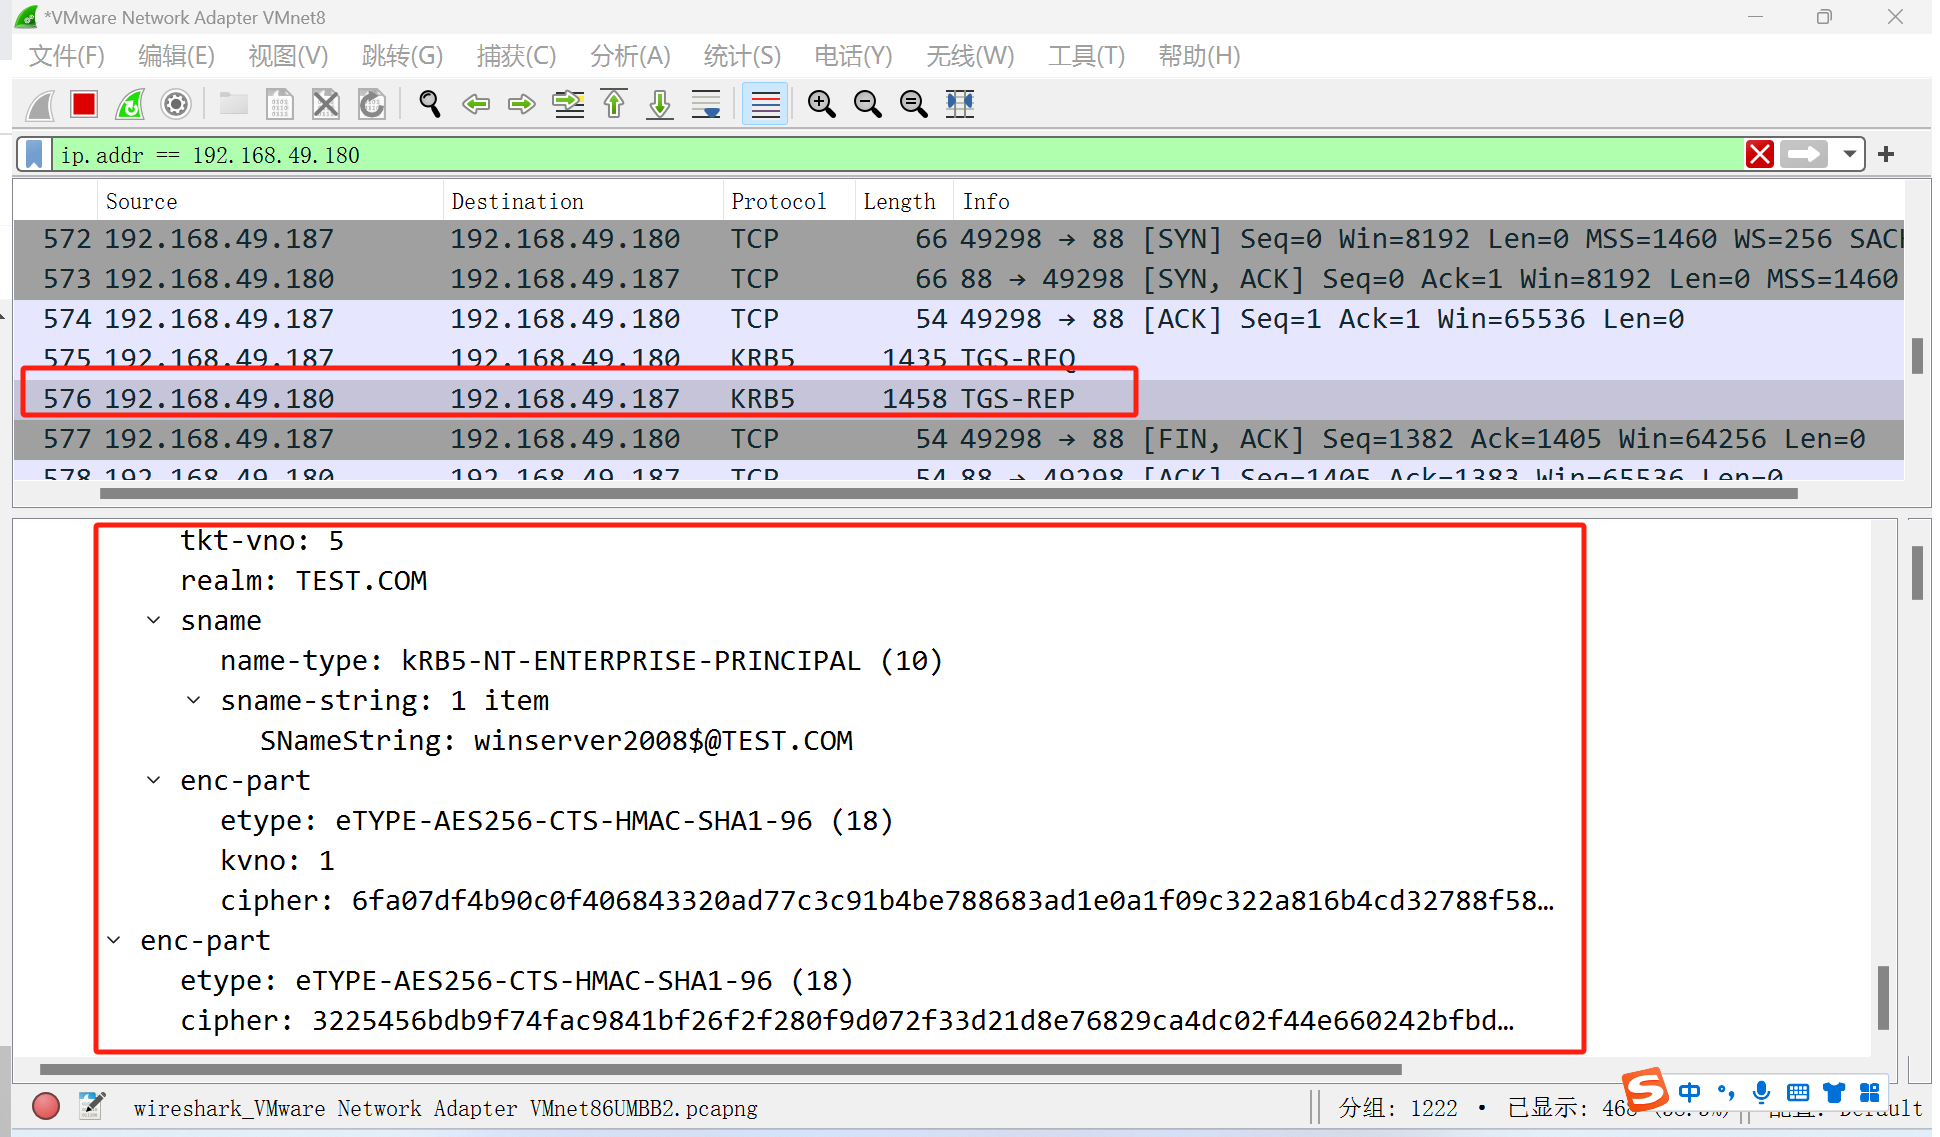 *VMware Network Adapter VMnet8
文件(F) 编辑(E) 视图(V) 跳转(G) 捕获(C) 分析(A) 统计(S) 电话(Y) 无线(W) 工具(T) 帮助(H)
ip.addr == 192.168.49.180
Source Destination Protocol Length Info
572 192.168.49.187 192.168.49.180 TCP 66 49298 → 88 [SYN] Seq=0 Win=8192 Len=0 MSS=1460 WS=256 SACK
573 192.168.49.180 192.168.49.187 TCP 66 88 → 49298 [SYN, ACK] Seq=0 Ack=1 Win=8192 Len=0 MSS=1460
574 192.168.49.187 192.168.49.180 TCP 54 49298 → 88 [ACK] Seq=1 Ack=1 Win=65536 Len=0
575 192.168.49.187 192.168.49.180 KRB5 1435 TGS-REQ
576 192.168.49.180 192.168.49.187 KRB5 1458 TGS-REP
577 192.168.49.187 192.168.49.180 TCP 54 49298 → 88 [FIN, ACK] Seq=1382 Ack=1405 Win=64256 Len=0
578 192.168.49.180 192.168.49.187 TCP 54 88 → 49298 [ACK] Seq=1405 Ack=1383 Win=65536 Len=0
tkt-vno: 5
realm: TEST.COM
sname
name-type: kRB5-NT-ENTERPRISE-PRINCIPAL (10)
sname-string: 1 item
SNameString: winserver2008$@TEST.COM
enc-part
etype: eTYPE-AES256-CTS-HMAC-SHA1-96 (18)
kvno: 1
cipher: 6fa07df4b90c0f406843320ad77c3c91b4be788683ad1e0a1f09c322a816b4cd32788f58…
enc-part
etype: eTYPE-AES256-CTS-HMAC-SHA1-96 (18)
cipher: 3225456bdb9f74fac9841bf26f2f280f9d072f33d21d8e76829ca4dc02f44e660242bfbd…
wireshark_VMware Network Adapter VMnet86UMBB2.pcapng 分组: 1222 · 已显示: 468 配置: Default
中